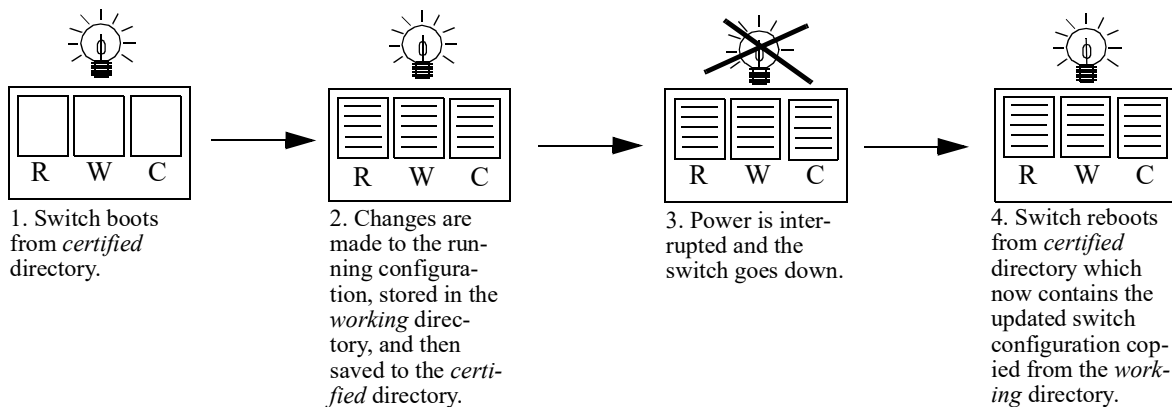 R W C
1. Switch boots
from certified
directory.
R W C
2. Changes are
made to the run-
ning configura-
tion, stored in the
working direc-
tory, and then
saved to the certi-
fied directory.
R W C
3. Power is inter-
rupted and the
switch goes down.
R W C
4. Switch reboots
from certified
directory which
now contains the
updated switch
configuration cop-
ied from the work-
ing directory.